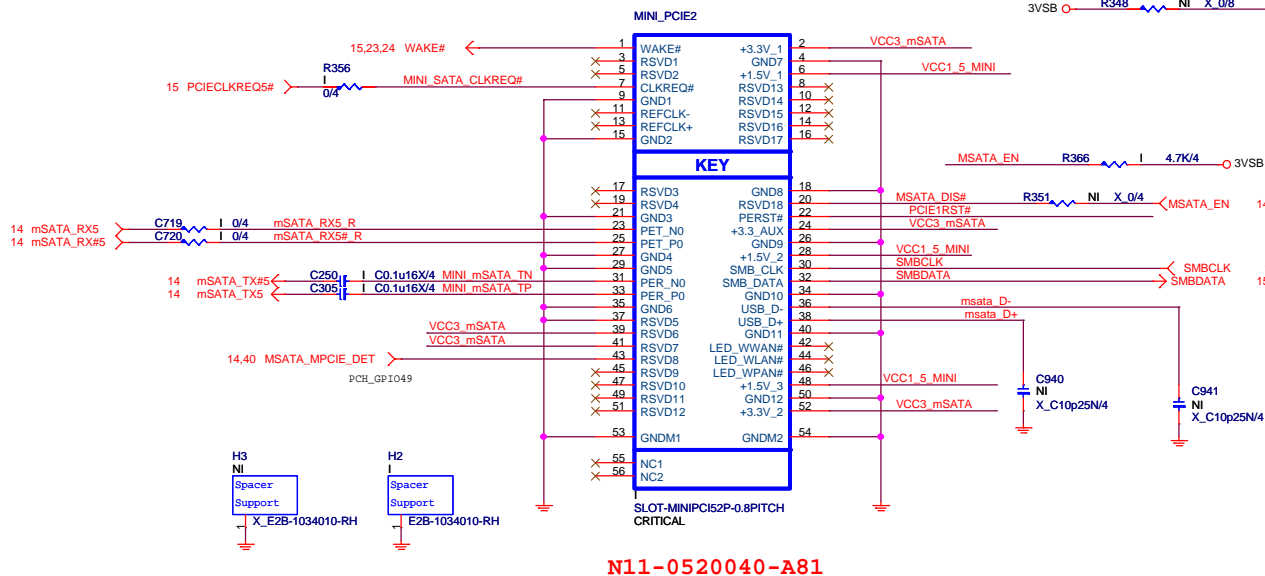 MINI_PCIE2
3VSB R348 NI X_0/8
15,23,24 WAKE# 1 WAKE# +3.3V_1 2 VCC3_mSATA
3 RSVD1 GND7 4
5 RSVD2 +1.5V_1 6 VCC1_5_MINI
R356
I
0/4
15 PCIECLKREQ5# MINI_SATA_CLKREQ# 7 CLKREQ# RSVD13 8
9 GND1 RSVD14 10
11 REFCLK- RSVD15 12
13 REFCLK+ RSVD16 14
15 GND2 RSVD17 16
KEY
MSATA_EN R366 I 4.7K/4 3VSB
17 RSVD3 GND8 18
19 RSVD4 RSVD18 20 MSATA_DIS# R351 NI X_0/4 MSATA_EN 14
21 GND3 PERST# 22 PCIE1RST#
14 mSATA_RX5 C719 I 0/4 mSATA_RX5_R 23 PET_N0 +3.3_AUX 24 VCC3_mSATA
14 mSATA_RX#5 C720 I 0/4 mSATA_RX5#_R 25 PET_P0 GND9 26
27 GND4 +1.5V_2 28 VCC1_5_MINI
29 GND5 SMB_CLK 30 SMBCLK SMBCLK
14 mSATA_TX#5 C250 I C0.1u16X/4 MINI_mSATA_TN 31 PER_N0 SMB_DATA 32 SMBDATA SMBDATA 15
14 mSATA_TX5 C305 I C0.1u16X/4 MINI_mSATA_TP 33 PER_P0 GND10 34
35 GND6 USB_D- 36 msata_D-
37 RSVD5 USB_D+ 38 msata_D+
VCC3_mSATA 39 RSVD6 GND11 40
VCC3_mSATA 41 RSVD7 LED_WWAN# 42
14,40 MSATA_MPCIE_DET 43 RSVD8 LED_WLAN# 44
PCH_GPIO49
45 RSVD9 LED_WPAN# 46
47 RSVD10 +1.5V_3 48 VCC1_5_MINI
49 RSVD11 GND12 50
51 RSVD12 +3.3V_2 52 VCC3_mSATA
C940
NI
X_C10p25N/4
C941
NI
X_C10p25N/4
53 GNDM1 GNDM2 54
55 NC1
56 NC2
I
SLOT-MINIPCI52P-0.8PITCH
CRITICAL
H3
NI
Spacer
Support
1 X_E2B-1034010-RH
H2
I
Spacer
Support
1 E2B-1034010-RH
N11-0520040-A81